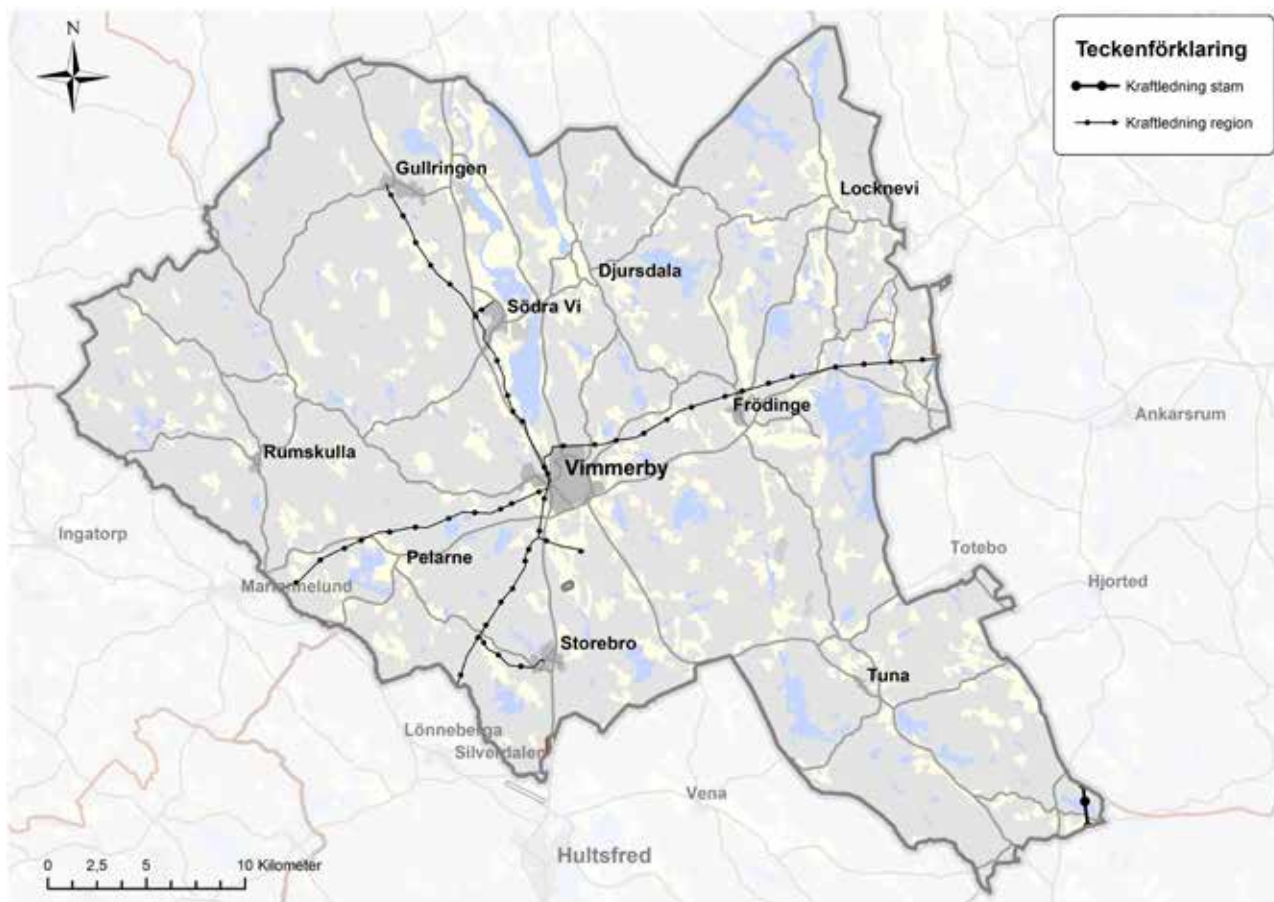 N
Teckenförklaring
Kraftledning stam
Kraftledning region
Gullringen
Locknevi
Djursdala
Södra Vi
Frödinge
Ankarsrum
Rumskulla
Vimmerby
Ingatorp
Totebo
Pelarne
Hjorted
Mariannelund
Storebro
Tuna
Lönneberga
Silverdalen
Vena
Hultsfred
0 2,5 5 10 Kilometer